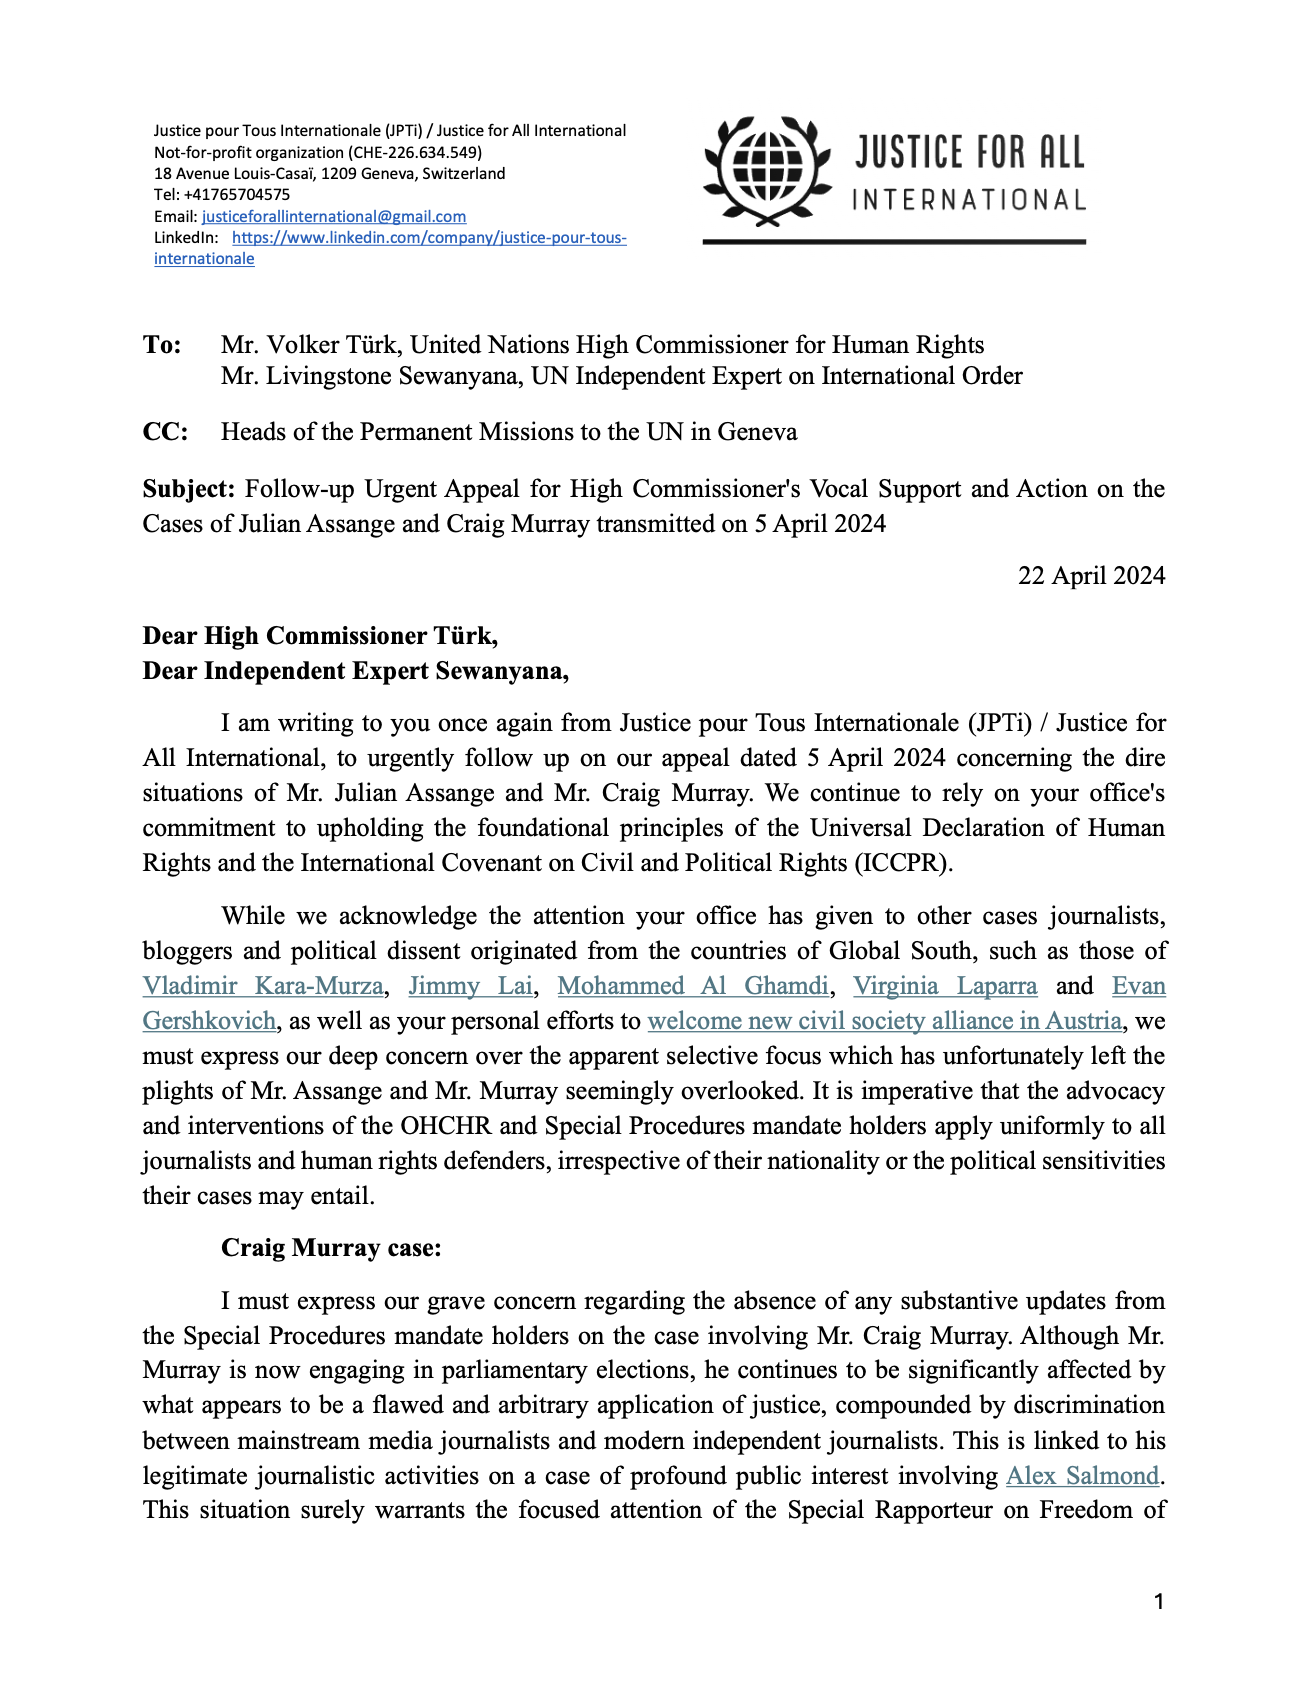 Justice pour Tous Internationale (JPTi) / Justice for All International
Not-for-profit organization (CHE-226.634.549)
18 Avenue Louis-Casaï, 1209 Geneva, Switzerland
Tel: +41765704575
Email: justiceforallinternational@gmail.com
LinkedIn: https://www.linkedin.com/company/justice-pour-tous-
internationale
JUSTICE FOR ALL
INTERNATIONAL
To: Mr. Volker Türk, United Nations High Commissioner for Human Rights
Mr. Livingstone Sewanyana, UN Independent Expert on International Order
CC: Heads of the Permanent Missions to the UN in Geneva
Subject: Follow-up Urgent Appeal for High Commissioner's Vocal Support and Action on the
Cases of Julian Assange and Craig Murray transmitted on 5 April 2024
22 April 2024
Dear High Commissioner Türk,
Dear Independent Expert Sewanyana,
I am writing to you once again from Justice pour Tous Internationale (JPTi) / Justice for
All International, to urgently follow up on our appeal dated 5 April 2024 concerning the dire
situations of Mr. Julian Assange and Mr. Craig Murray. We continue to rely on your office's
commitment to upholding the foundational principles of the Universal Declaration of Human
Rights and the International Covenant on Civil and Political Rights (ICCPR).
While we acknowledge the attention your office has given to other cases journalists,
bloggers and political dissent originated from the countries of Global South, such as those of
Vladimir Kara-Murza, Jimmy Lai, Mohammed Al Ghamdi, Virginia Laparra and Evan
Gershkovich, as well as your personal efforts to welcome new civil society alliance in Austria, we
must express our deep concern over the apparent selective focus which has unfortunately left the
plights of Mr. Assange and Mr. Murray seemingly overlooked. It is imperative that the advocacy
and interventions of the OHCHR and Special Procedures mandate holders apply uniformly to all
journalists and human rights defenders, irrespective of their nationality or the political sensitivities
their cases may entail.
Craig Murray case:
I must express our grave concern regarding the absence of any substantive updates from
the Special Procedures mandate holders on the case involving Mr. Craig Murray. Although Mr.
Murray is now engaging in parliamentary elections, he continues to be significantly affected by
what appears to be a flawed and arbitrary application of justice, compounded by discrimination
between mainstream media journalists and modern independent journalists. This is linked to his
legitimate journalistic activities on a case of profound public interest involving Alex Salmond.
This situation surely warrants the focused attention of the Special Rapporteur on Freedom of
1